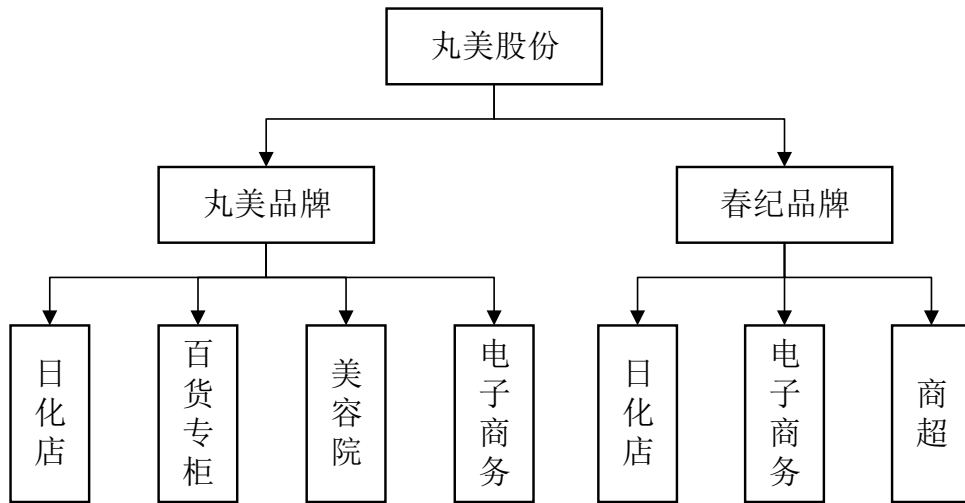 丸美股份
丸美品牌
春纪品牌
日化店
百货专柜
美容院
电子商务
日化店
电子商务
商超